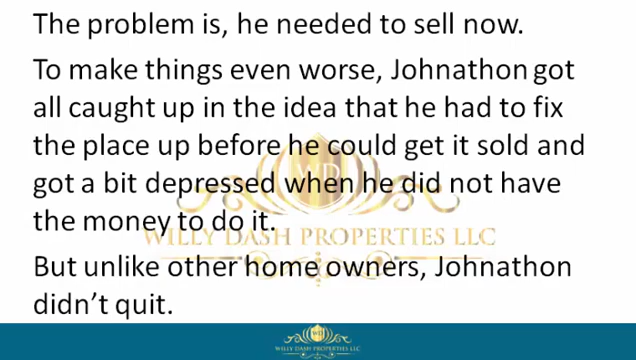 The problem is, he needed to sell now.
To make things even worse, Johnathon got
all caught up in the idea that he had to fix
the place up before he could get it sold and
got a bit depressed when he did not have
the money to do it.
WILLY DASH PROPERTIES LLC
But unlike other home owners, Johnathon
didn’t quit.
WILLY DASH PROPERTIES LLC